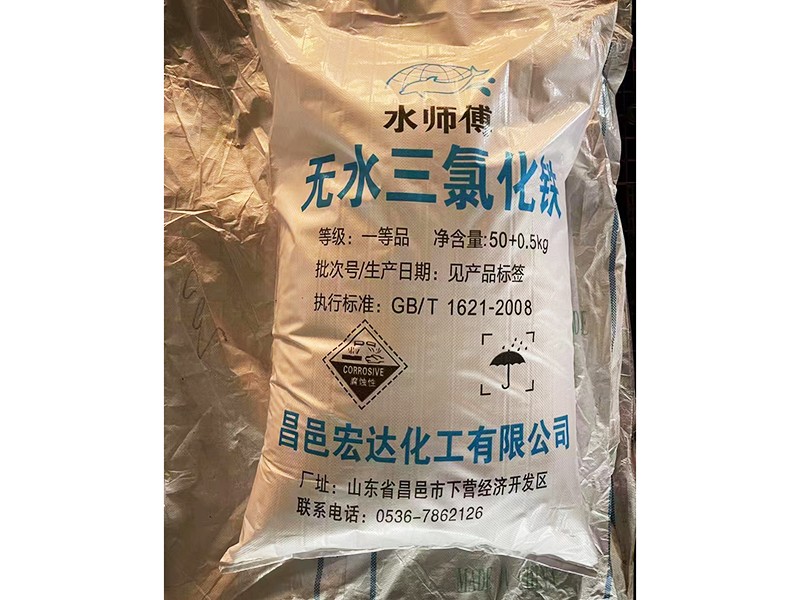 水师傅
无水三氯化铁
等级：一等品 净含量:50+0.5kg
批次号/生产日期：见产品标签
执行标准：GB/T 1621-2008
CORROSIVE
腐蚀性
昌邑宏达化工有限公司
厂址：山东省昌邑市下营经济开发区
联系电话：0536-7862126
MADE IN CHINA